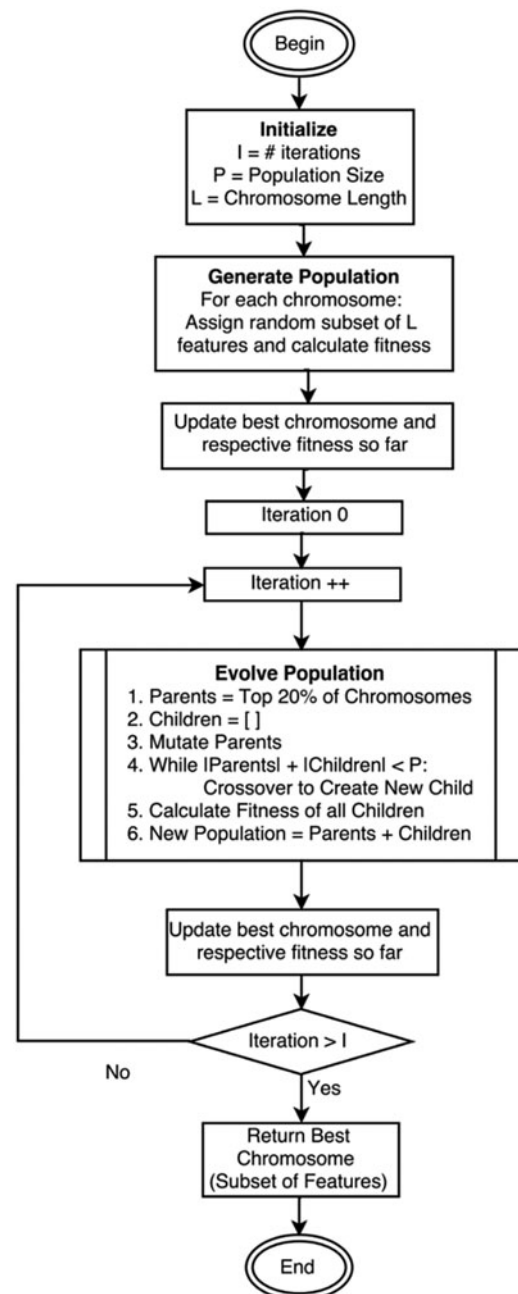 Begin
Initialize
I = # iterations
P = Population Size
L = Chromosome Length
Generate Population
For each chromosome:
Assign random subset of L
features and calculate fitness
Update best chromosome and
respective fitness so far
Iteration 0
Iteration ++
Evolve Population
1. Parents = Top 20% of Chromosomes
2. Children = [ ]
3. Mutate Parents
4. While |Parents| + |Children| < P:
Crossover to Create New Child
5. Calculate Fitness of all Children
6. New Population = Parents + Children
Update best chromosome and
respective fitness so far
Iteration > I
No
Yes
Return Best
Chromosome
(Subset of Features)
End